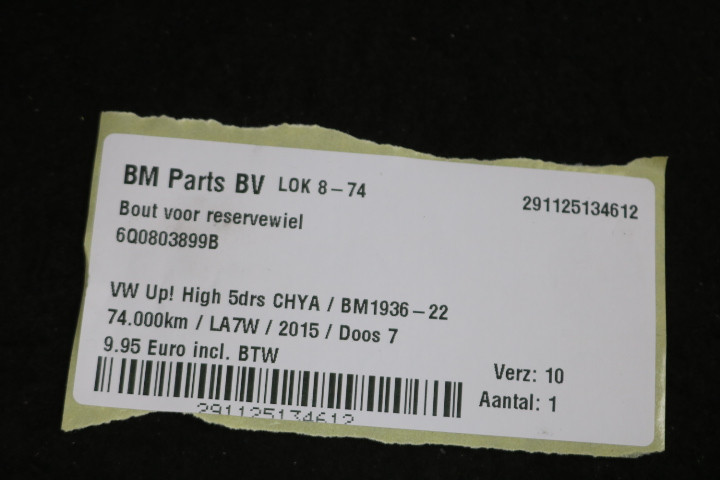 BM Parts BV LOK 8-74
291125134612
Bout voor reservewiel
6Q0803899B
VW Up! High 5drs CHYA / BM1936-22
74.000km / LA7W / 2015 / Doos 7
9.95 Euro incl. BTW
Verz: 10
Aantal: 1
291125134612